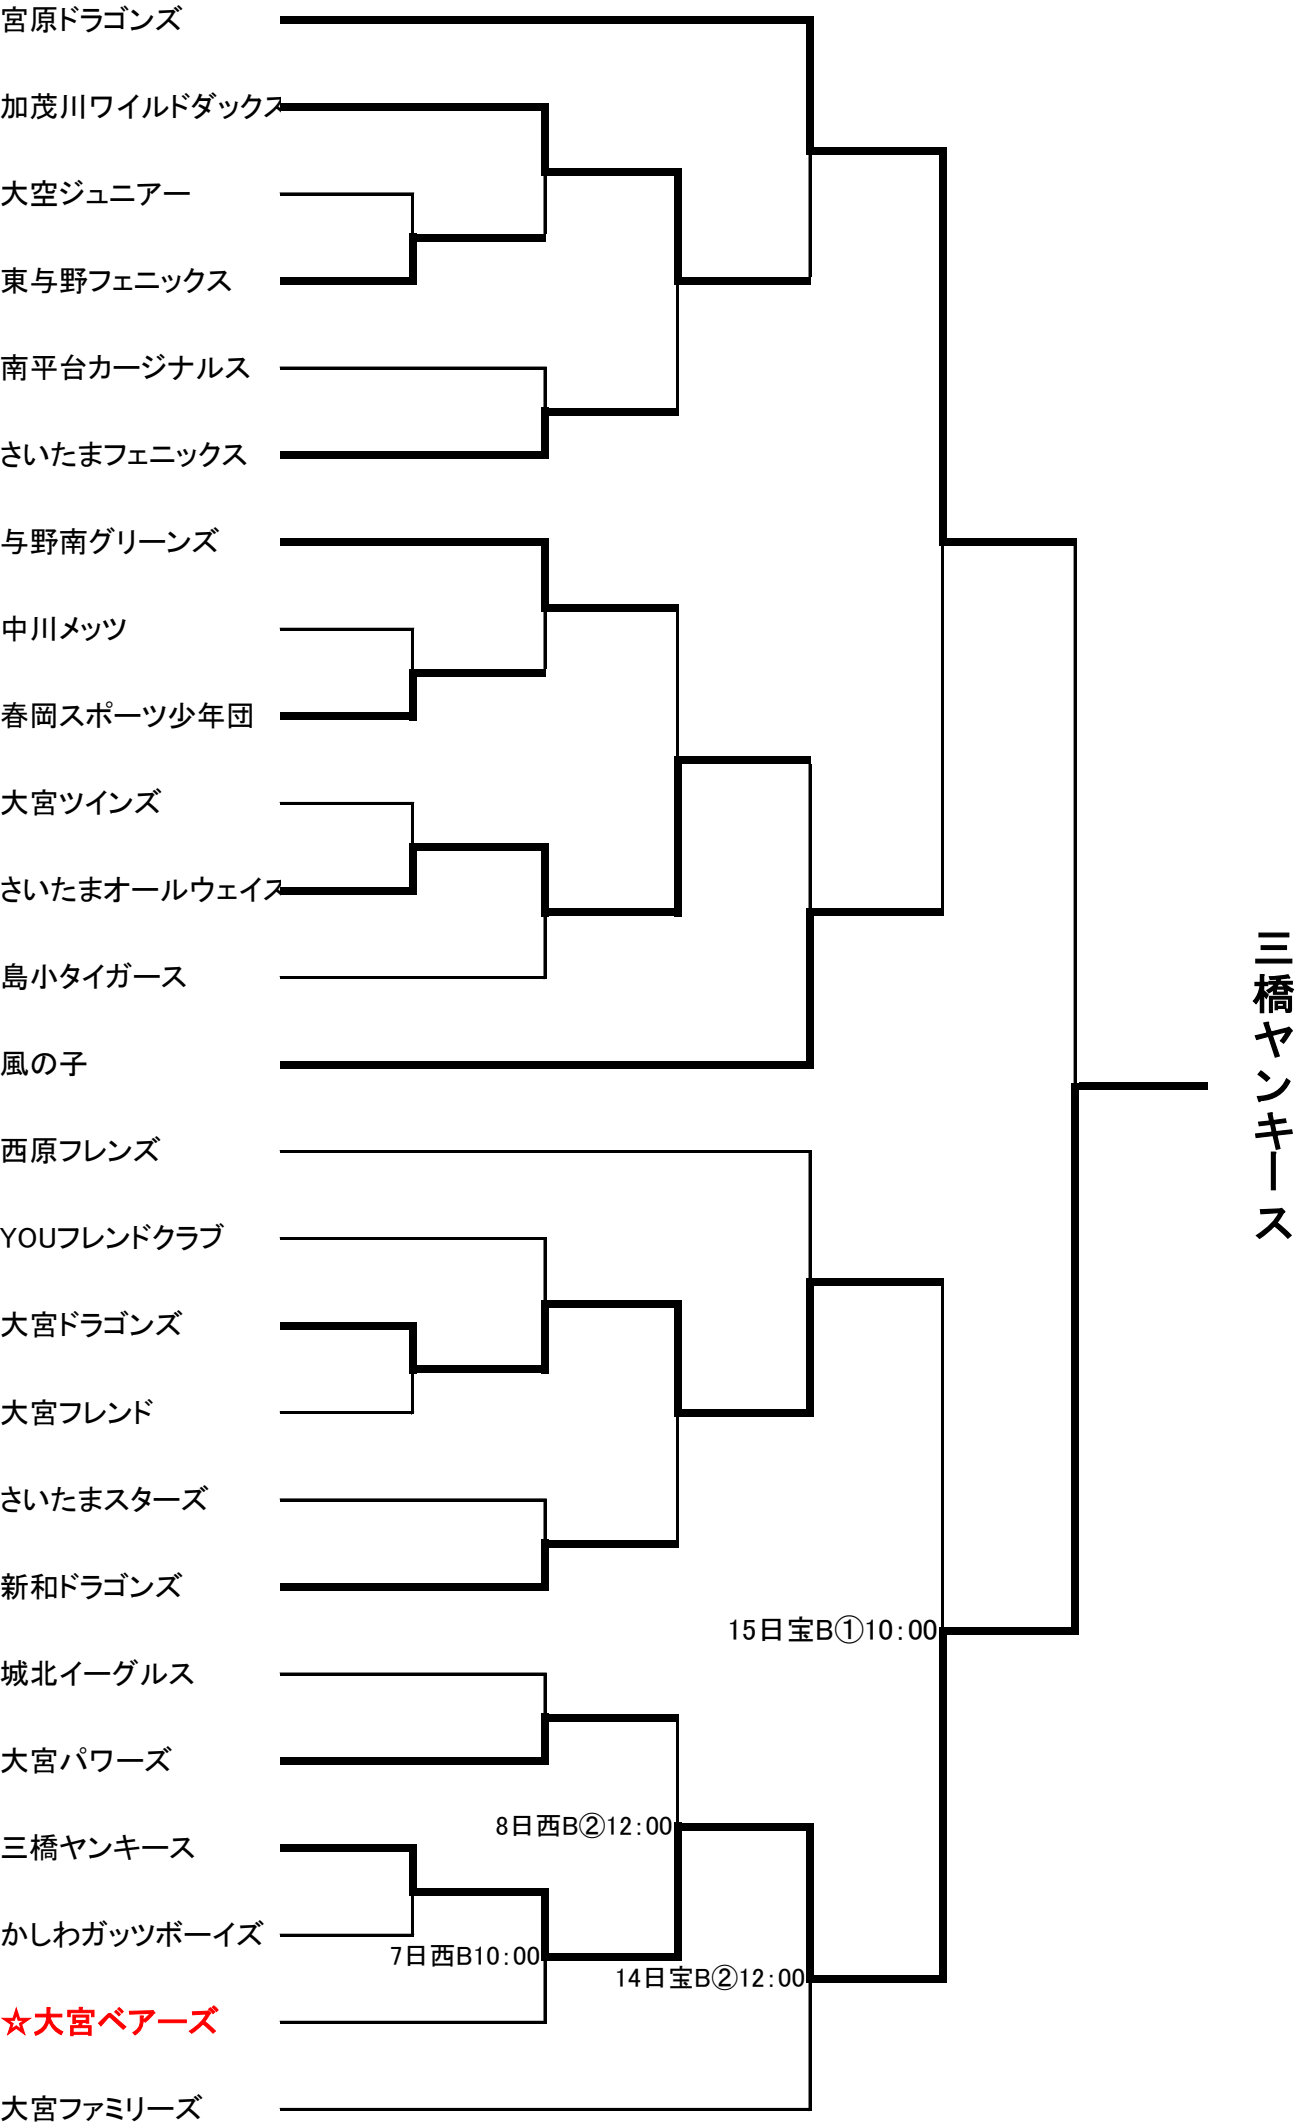 宮原ドラゴンズ
加茂川ワイルドダックス
大空ジュニアー
東与野フェニックス
南平台カージナルス
さいたまフェニックス
与野南グリーンズ
中川メッツ
春岡スポーツ少年団
大宮ツインズ
さいたまオールウェイズ
島小タイガース
風の子
西原フレンズ
YOUフレンドクラブ
大宮ドラゴンズ
大宮フレンド
さいたまスターズ
新和ドラゴンズ
城北イーグルス
大宮パワーズ
三橋ヤンキース
かしわガッツボーイズ
☆大宮ベアーズ
大宮ファミリーズ
7日西B10:00
8日西B②12:00
14日宝B②12:00
15日宝B①10:00
三橋ヤンキース